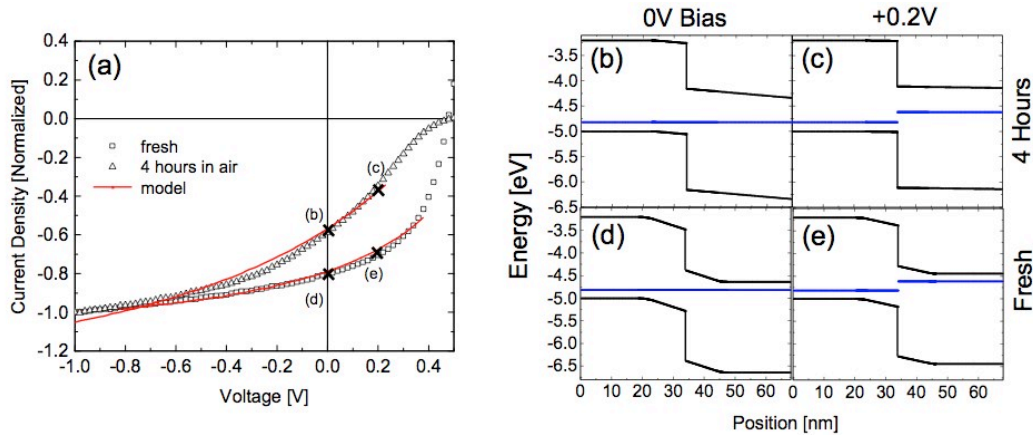 0V Bias
+0.2V
(a)
0.4
0.2
0.0
-0.2
-0.4
-0.6
-0.8
-1.0
-1.2
Current Density [Normalized]
fresh
4 hours in air
model
(b)
(c)
(d)
(e)
-1.0 -0.8 -0.6 -0.4 -0.2 0.0 0.2 0.4
Voltage [V]
Energy [eV]
-3.5
-4.0
-4.5
-5.0
-5.5
-6.0
-6.5
-3.5
-4.0
-4.5
-5.0
-5.5
-6.0
-6.5
(b)
(c)
4 Hours
(d)
(e)
Fresh
0 10 20 30 40 50 60
0 10 20 30 40 50 60
Position [nm]